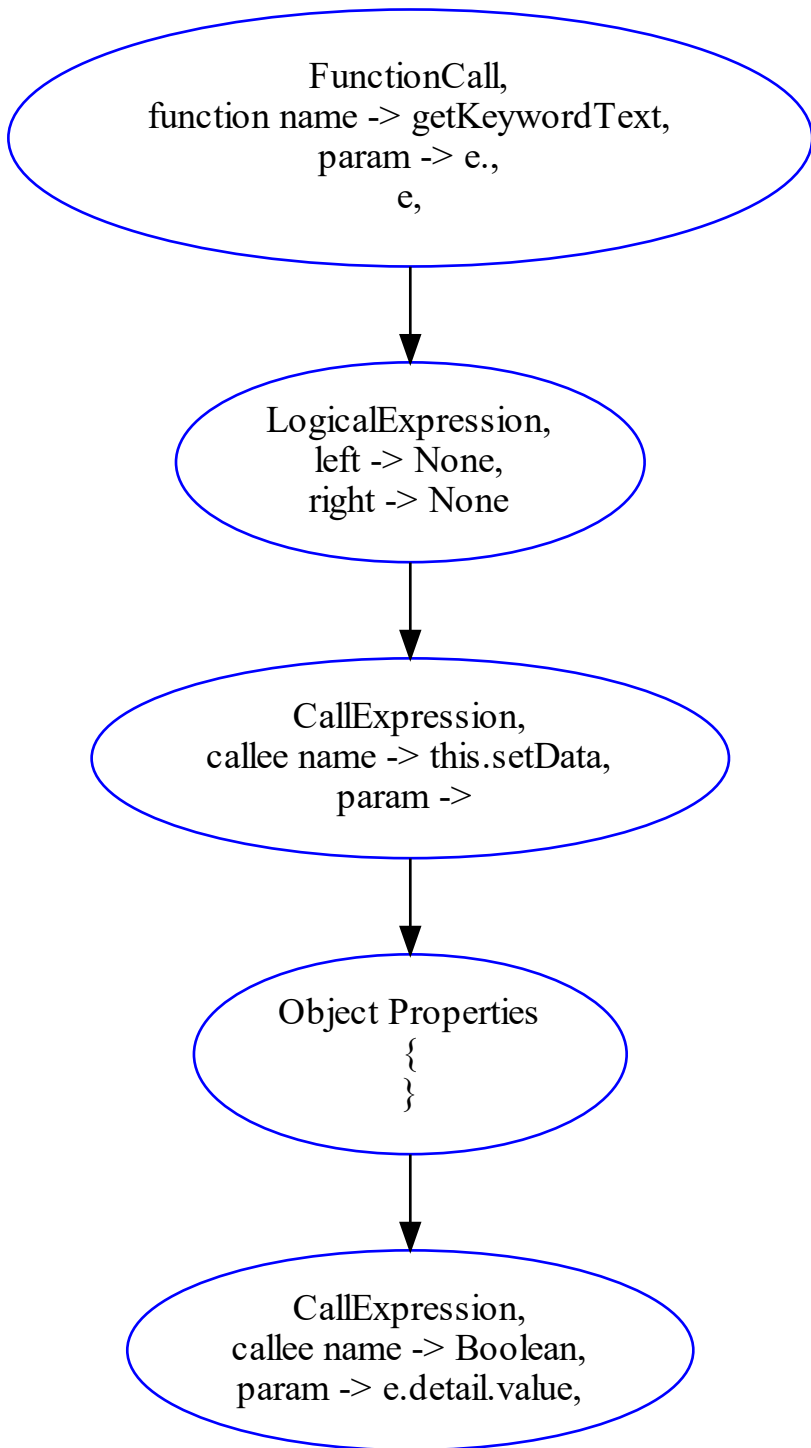 FunctionCall,
function name -> getKeywordText,
param -> e.,
e,
LogicalExpression,
left -> None,
right -> None
CallExpression,
callee name -> this.setData,
param ->
Object Properties
{
}
CallExpression,
callee name -> Boolean,
param -> e.detail.value,